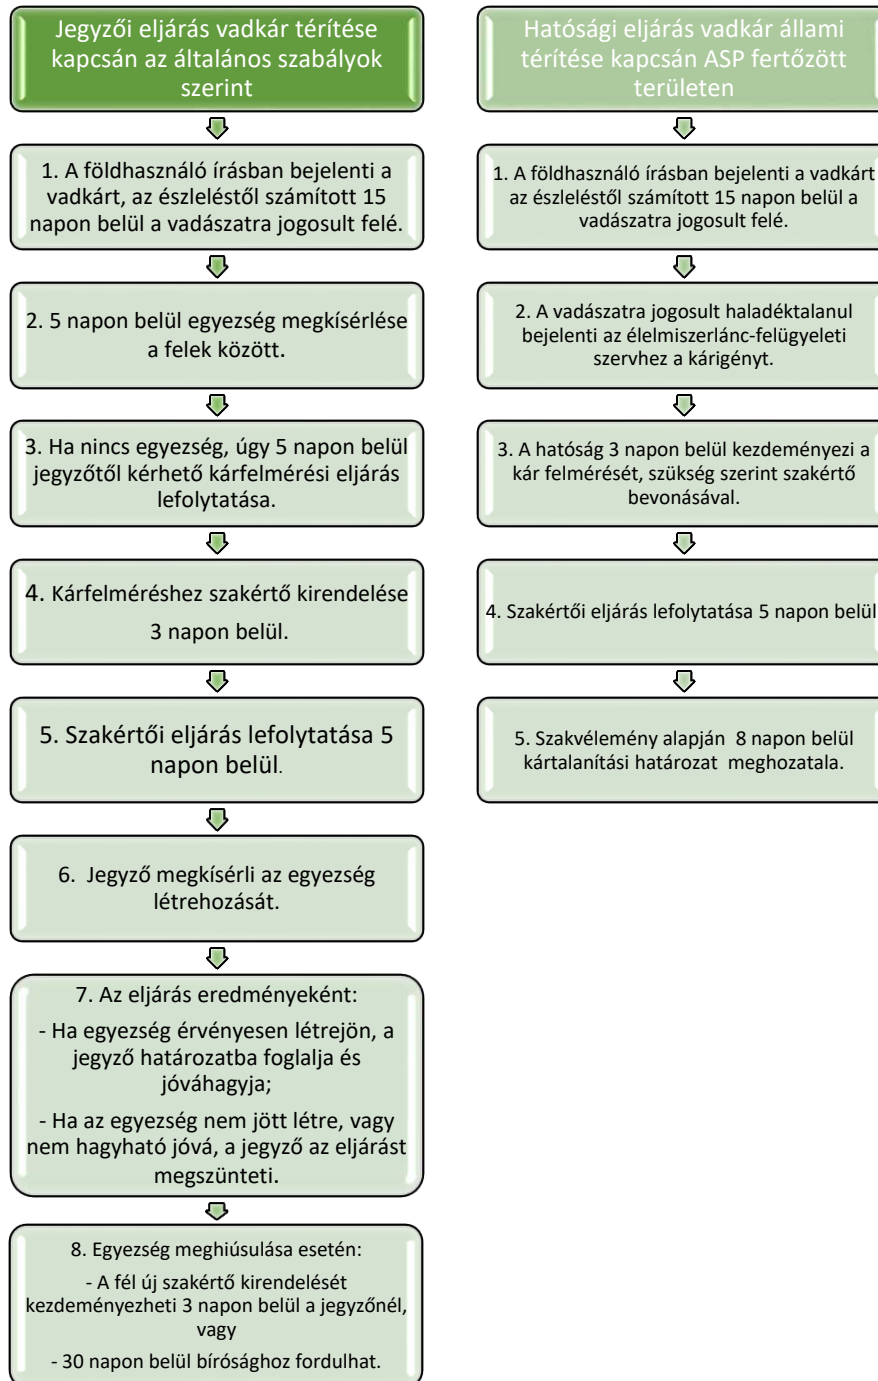 Jegyzői eljárás vadkár térítése
kapcsán az általános szabályok
szerint
1. A földhasználó írásban bejelenti a
vadkárt, az észleléstől számított 15
napon belül a vadászatra jogosult felé.
2. 5 napon belül egyezség megkísérlése
a felek között.
3. Ha nincs egyezség, úgy 5 napon belül
jegyzőtől kérhető kárfelmérési eljárás
lefolytatása.
4. Kárfelméréshez szakértő kirendelése
3 napon belül.
5. Szakértői eljárás lefolytatása 5
napon belül.
6. Jegyző megkísérli az egyezség
létrehozását.
7. Az eljárás eredményeként:
- Ha egyezség érvényesen létrejön, a
jegyző határozatba foglalja és
jóváhagyja;
- Ha az egyezség nem jött létre, vagy
nem hagyható jóvá, a jegyző az eljárást
megszünteti.
8. Egyezség meghiúsulása esetén:
- A fél új szakértő kirendelését
kezdeményezheti 3 napon belül a jegyzőnél,
vagy
- 30 napon belül bírósághoz fordulhat.
Hatósági eljárás vadkár állami
térítése kapcsán ASP fertőzött
területen
1. A földhasználó írásban bejelenti a vadkárt
az észleléstől számított 15 napon belül a
vadászatra jogosult felé.
2. A vadászatra jogosult haladéktalanul
bejelenti az élelmiszerlánc-felügyeleti
szervhez a kárigényt.
3. A hatóság 3 napon belül kezdeményezi a
kár felmérését, szükség szerint szakértő
bevonásával.
4. Szakértői eljárás lefolytatása 5 napon belül
5. Szakvélemény alapján 8 napon belül
kártalanítási határozat meghozatala.